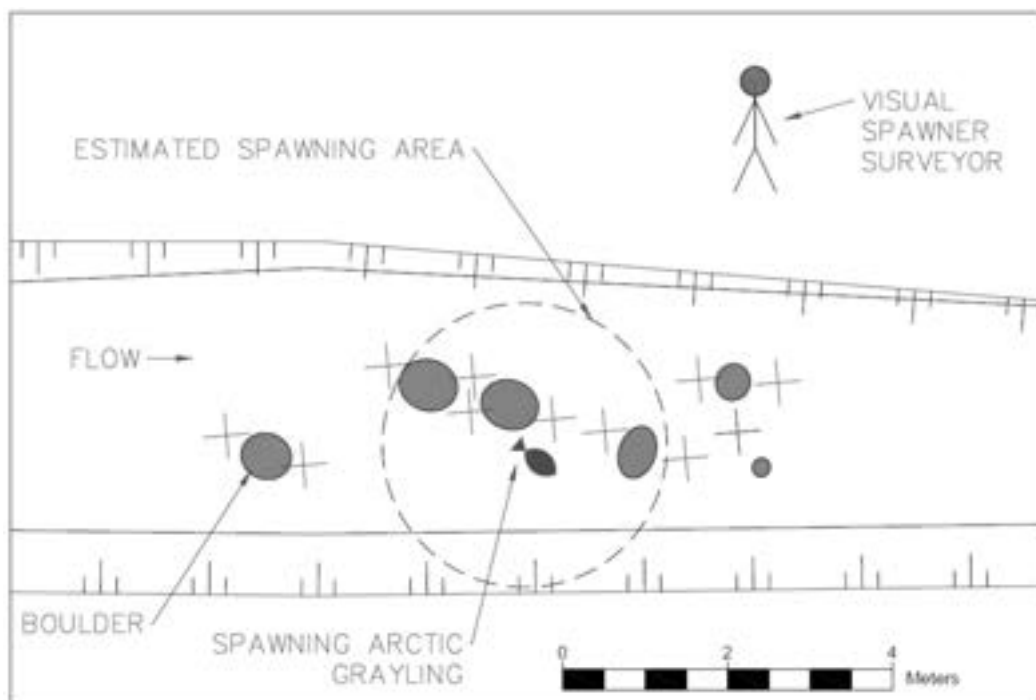 VISUAL
SPAWNER
SURVEYOR
ESTIMATED SPAWNING AREA
FLOW
BOULDER
SPAWNING ARCTIC
GRAYLING
0 2 4
Meters